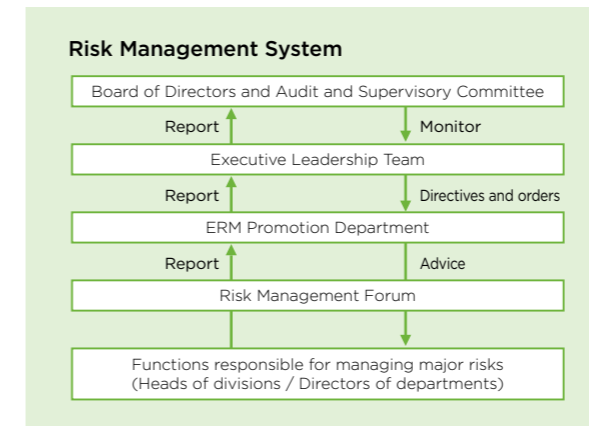 Risk Management System
Board of Directors and Audit and Supervisory Committee
Report
Monitor
Executive Leadership Team
Report
Directives and orders
ERM Promotion Department
Report
Advice
Risk Management Forum
Functions responsible for managing major risks
(Heads of divisions / Directors of departments)